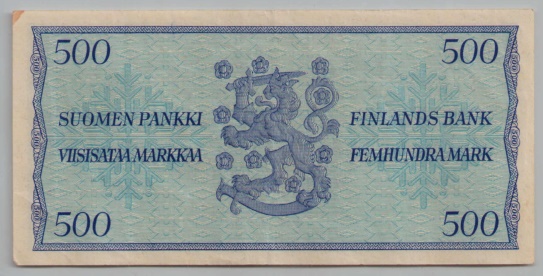 500 500
SUOMEN PANKKI FINLANDS BANK
VIISISATAA MARKKAA FEMHUNDRA MARK
500 500